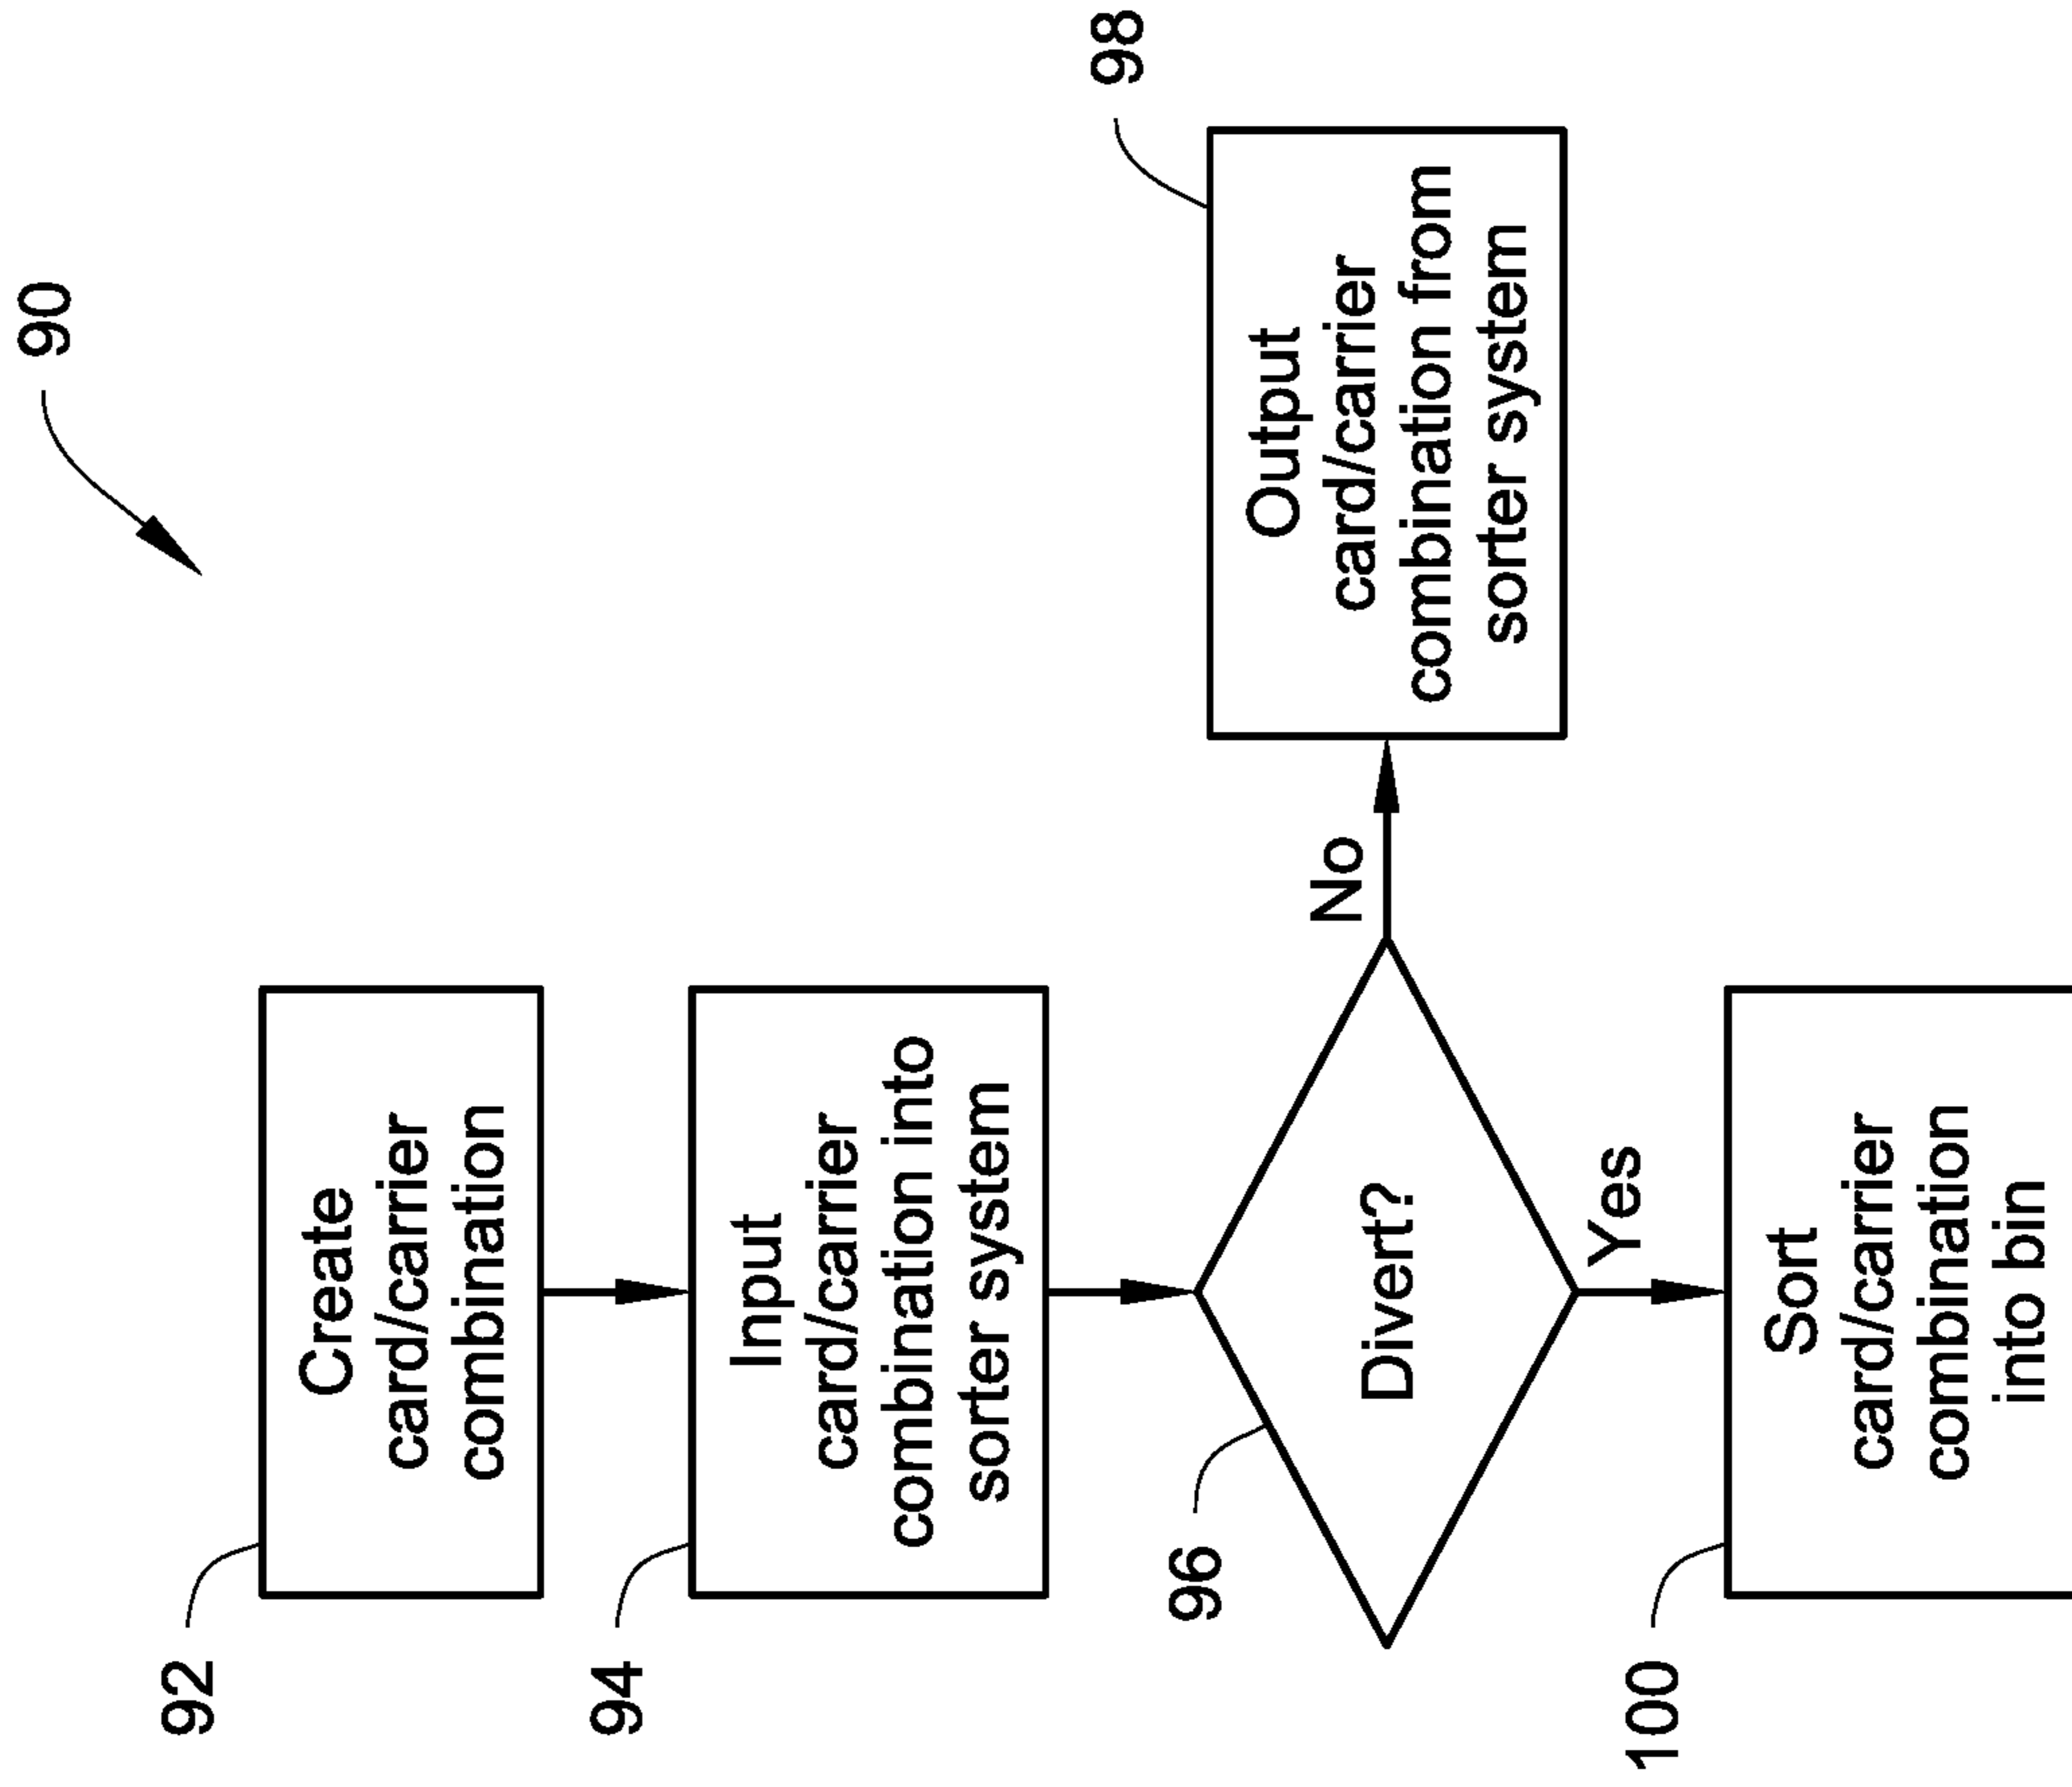 90
92
Create
card/carrier
combination
94
Input
card/carrier
combination into
sorter system
96
Divert?
No
98
Output
card/carrier
combination from
sorter system
Yes
100
Sort
card/carrier
combination
into bin